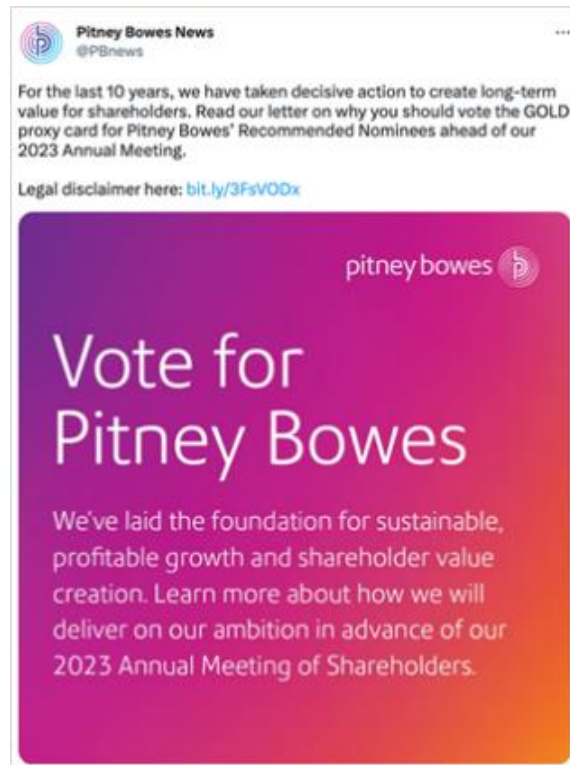 Pitney Bowes News
@PBnews
...
For the last 10 years, we have taken decisive action to create long-term
value for shareholders. Read our letter on why you should vote the GOLD
proxy card for Pitney Bowes' Recommended Nominees ahead of our
2023 Annual Meeting.
Legal disclaimer here: bit.ly/3FsVODx
pitney bowes
Vote for
Pitney Bowes
We've laid the foundation for sustainable,
profitable growth and shareholder value
creation. Learn more about how we will
deliver on our ambition in advance of our
2023 Annual Meeting of Shareholders.